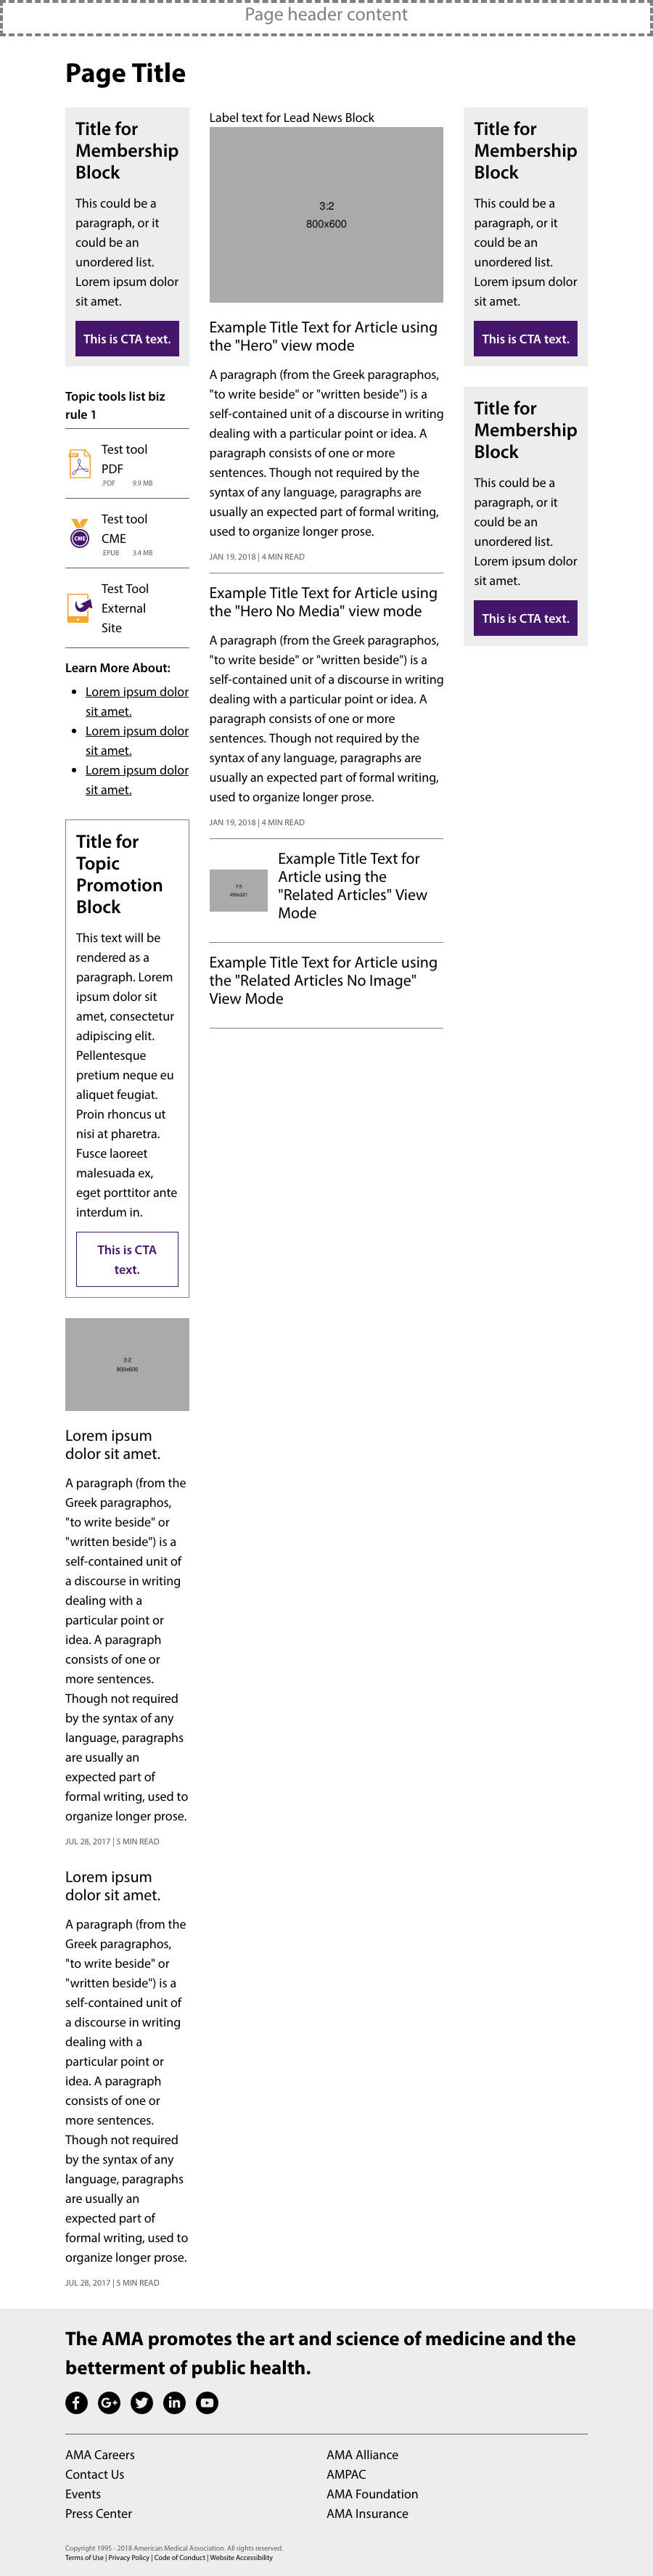 Page header content
Page Title
Title for
Membership
Block
This could be a
paragraph, or it
could be an
unordered list.
Lorem ipsum dolor
sit amet.
This is CTA text.
Topic tools list biz
rule 1
Test tool
PDF
.PDF 9.9 MB
Test tool
CME
CME
.EPUB 3.4 MB
Test Tool
External
Site
Learn More About:
Lorem ipsum dolor
sit amet.
Lorem ipsum dolor
sit amet.
Lorem ipsum dolor
sit amet.
Title for
Topic
Promotion
Block
This text will be
rendered as a
paragraph. Lorem
ipsum dolor sit
amet, consectetur
adipiscing elit.
Pellentesque
pretium neque eu
aliquet feugiat.
Proin rhoncus ut
nisi at pharetra.
Fusce laoreet
malesuada ex,
eget porttitor ante
interdum in.
This is CTA
text.
3:2
800x600
Lorem ipsum
dolor sit amet.
A paragraph (from the
Greek paragraphos,
"to write beside" or
"written beside") is a
self-contained unit of
a discourse in writing
dealing with a
particular point or
idea. A paragraph
consists of one or
more sentences.
Though not required
by the syntax of any
language, paragraphs
are usually an
expected part of
formal writing, used to
organize longer prose.
JUL 28, 2017 | 5 MIN READ
Lorem ipsum
dolor sit amet.
A paragraph (from the
Greek paragraphos,
"to write beside" or
"written beside") is a
self-contained unit of
a discourse in writing
dealing with a
particular point or
idea. A paragraph
consists of one or
more sentences.
Though not required
by the syntax of any
language, paragraphs
are usually an
expected part of
formal writing, used to
organize longer prose.
JUL 28, 2017 | 5 MIN READ
Label text for Lead News Block
3:2
800x600
Example Title Text for Article using
the "Hero" view mode
A paragraph (from the Greek paragraphos,
"to write beside" or "written beside") is a
self-contained unit of a discourse in writing
dealing with a particular point or idea. A
paragraph consists of one or more
sentences. Though not required by the
syntax of any language, paragraphs are
usually an expected part of formal writing,
used to organize longer prose.
JAN 19, 2018 | 4 MIN READ
Example Title Text for Article using
the "Hero No Media" view mode
A paragraph (from the Greek paragraphos,
"to write beside" or "written beside") is a
self-contained unit of a discourse in writing
dealing with a particular point or idea. A
paragraph consists of one or more
sentences. Though not required by the
syntax of any language, paragraphs are
usually an expected part of formal writing,
used to organize longer prose.
JAN 19, 2018 | 4 MIN READ
Example Title Text for
Article using the
"Related Articles" View
Mode
Example Title Text for Article using
the "Related Articles No Image"
View Mode
Title for
Membership
Block
This could be a
paragraph, or it
could be an
unordered list.
Lorem ipsum dolor
sit amet.
This is CTA text.
Title for
Membership
Block
This could be a
paragraph, or it
could be an
unordered list.
Lorem ipsum dolor
sit amet.
This is CTA text.
The AMA promotes the art and science of medicine and the
betterment of public health.
AMA Careers
Contact Us
Events
Press Center
AMA Alliance
AMPAC
AMA Foundation
AMA Insurance
Copyright 1995 - 2018 American Medical Association. All rights reserved.
Terms of Use | Privacy Policy | Code of Conduct | Website Accessibility